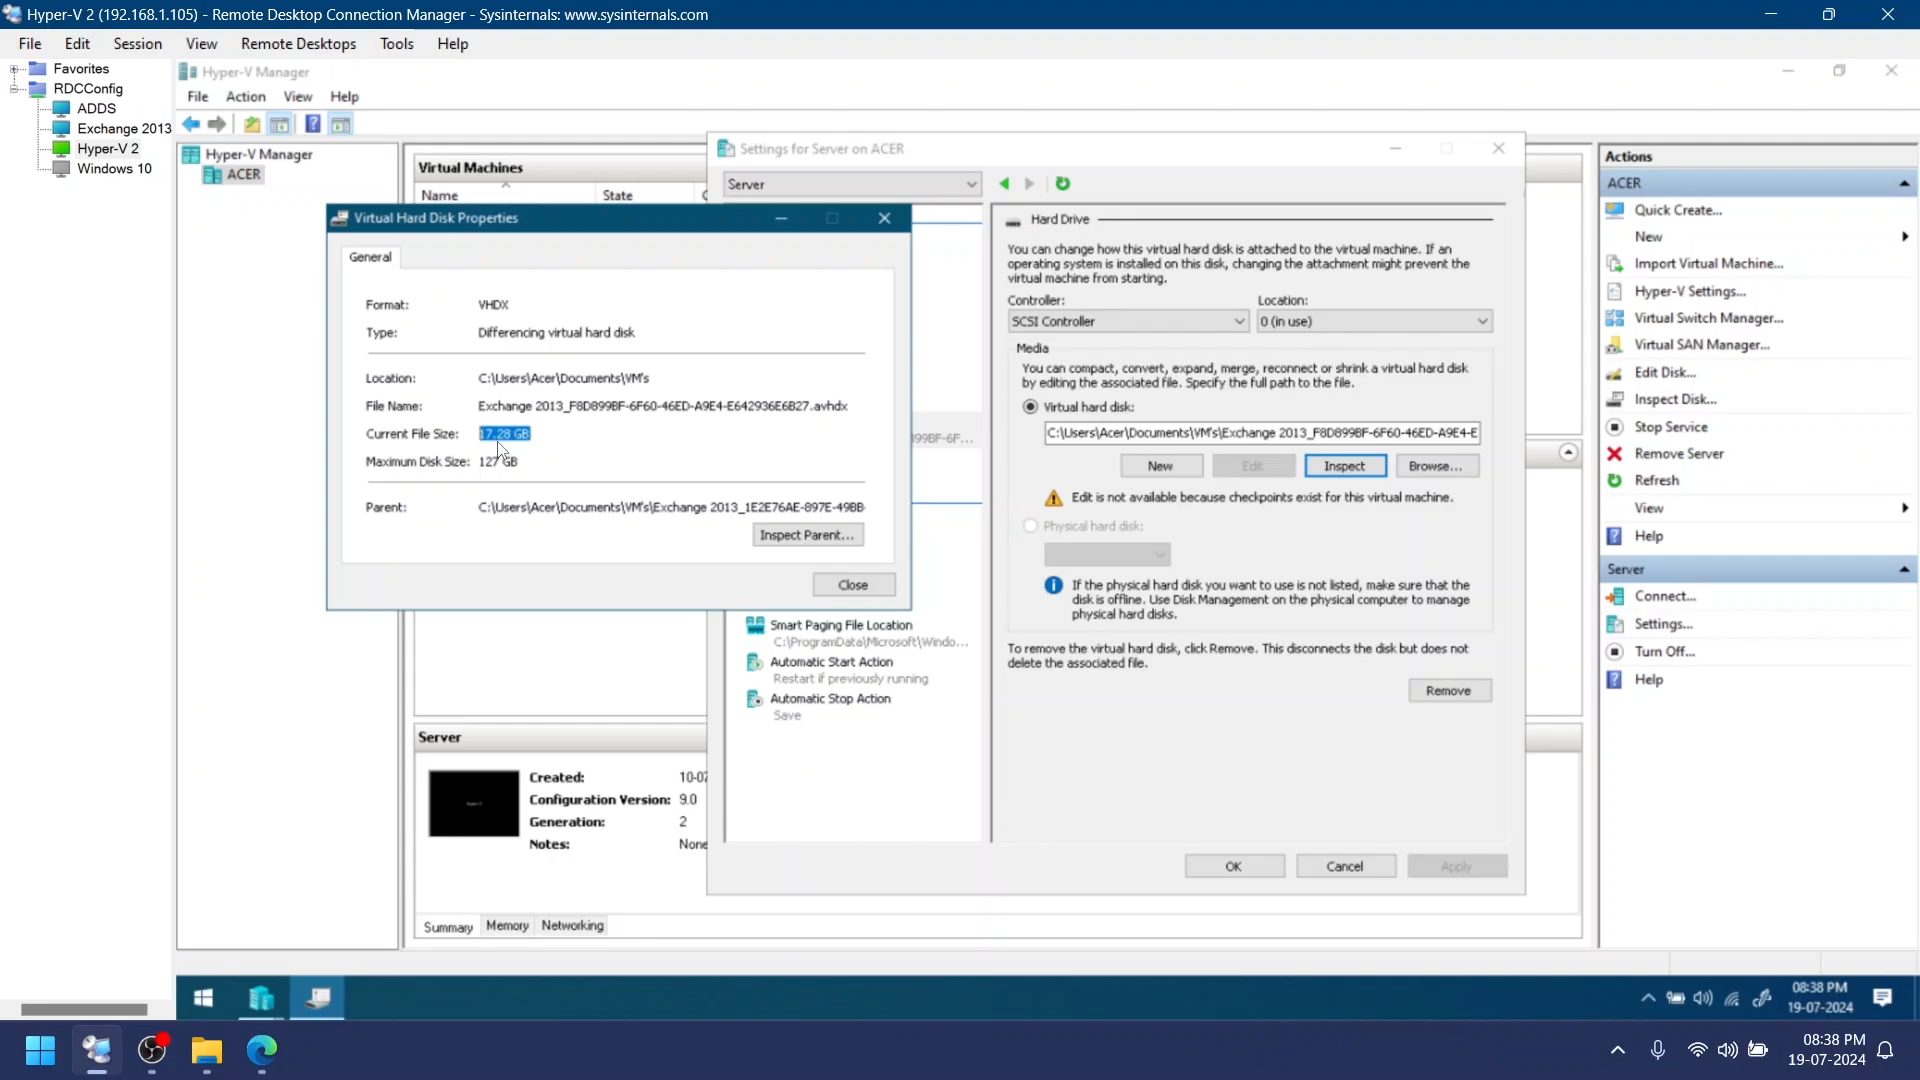 Hyper-V 2 (192.168.1.105) - Remote Desktop Connection Manager - Sysinternals: www.sysinternals.com
File Edit Session View Remote Desktops Tools Help
Favorites
RDCConfig
ADDS
Exchange 2013
Hyper-V 2
Windows 10
Hyper-V Manager
File Action View Help
Hyper-V Manager
ACER
Virtual Machines
Name State
Settings for Server on ACER
Server
Virtual Hard Disk Properties
General
Format: VHDX
Type: Differencing virtual hard disk
Location: C:\Users\Acer\Documents\VM's
File Name: Exchange 2013_F8D899BF-6F60-46ED-A9E4-E642936E6B27.avhdx
Current File Size: 17.28 GB
Maximum Disk Size: 127 GB
Parent: C:\Users\Acer\Documents\VM's\Exchange 2013_1E2E76AE-897E-49BB
Inspect Parent...
Close
Hard Drive
You can change how this virtual hard disk is attached to the virtual machine. If an
operating system is installed on this disk, changing the attachment might prevent the
virtual machine from starting.
Controller: Location:
SCSI Controller 0 (in use)
Media
You can compact, convert, expand, merge, reconnect or shrink a virtual hard disk
by editing the associated file. Specify the full path to the file.
Virtual hard disk:
C:\Users\Acer\Documents\VM's\Exchange 2013_F8D899BF-6F60-46ED-A9E4-E
New Edit Inspect Browse...
Edit is not available because checkpoints exist for this virtual machine.
Physical hard disk:
If the physical hard disk you want to use is not listed, make sure that the
disk is offline. Use Disk Management on the physical computer to manage
physical hard disks.
To remove the virtual hard disk, click Remove. This disconnects the disk but does not
delete the associated file.
Remove
OK Cancel Apply
899BF-6F...
Smart Paging File Location
C:\ProgramData\Microsoft\Windo...
Automatic Start Action
Restart if previously running
Automatic Stop Action
Save
Server
Created: 10-07
Configuration Version: 9.0
Generation: 2
Notes: None
Summary Memory Networking
Actions
ACER
Quick Create...
New
Import Virtual Machine...
Hyper-V Settings...
Virtual Switch Manager...
Virtual SAN Manager...
Edit Disk...
Inspect Disk...
Stop Service
Remove Server
Refresh
View
Help
Server
Connect...
Settings...
Turn Off...
Help
08:38 PM
19-07-2024
08:38 PM
19-07-2024